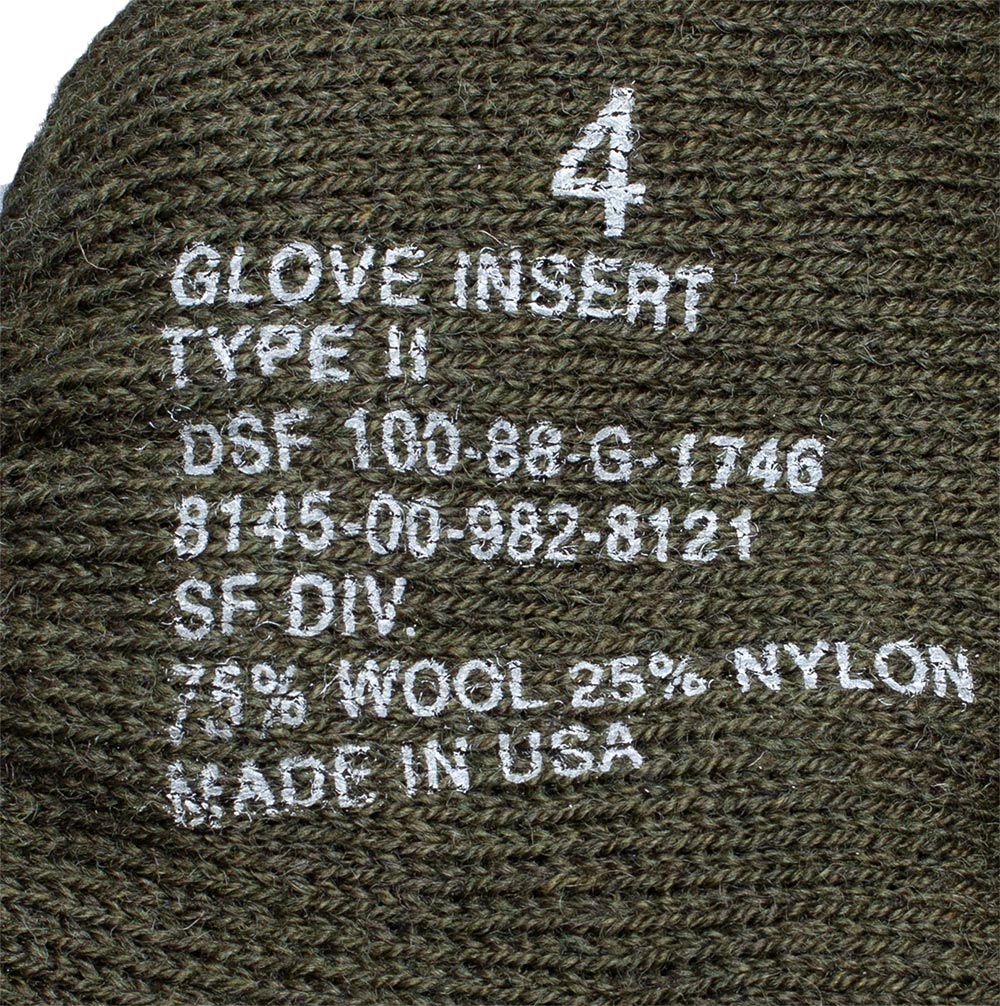 4
GLOVE INSERT
TYPE II
DSF 100-88-G-1746
8145-00-982-8121
SF DIV.
75% WOOL 25% NYLON
MADE IN USA